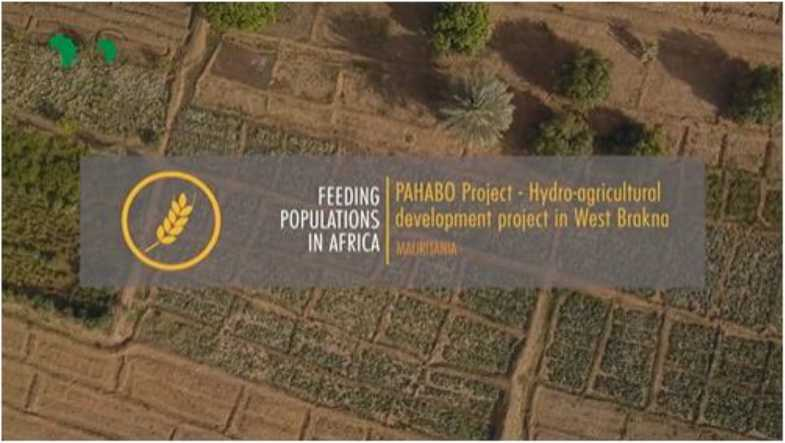 FEEDING
POPULATIONS
IN AFRICA
PAHABO Project - Hydro-agricultural
development project in West Brakna
MAURITANIA